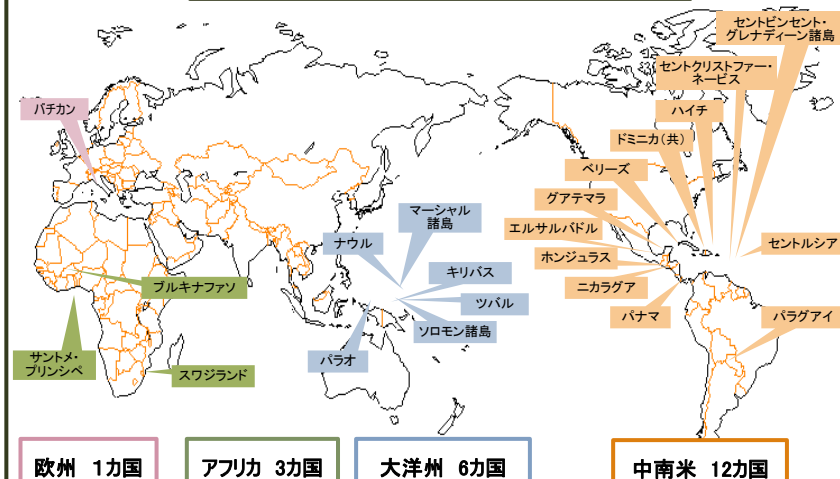 セントビンセント・
グレナディーン諸島
セントクリストファー・
ネービス
ハイチ
ドミニカ（共）
ベリーズ
グアテマラ
エルサルバドル
ホンジュラス
ニカラグア
パナマ
セントルシア
パラグアイ
バチカン
マーシャル
諸島
ナウル
キリバス
ツバル
ソロモン諸島
パラオ
ブルキナファソ
サントメ・
プリンシペ
スワジランド
欧州 1カ国
アフリカ 3カ国
大洋州 6カ国
中南米 12カ国